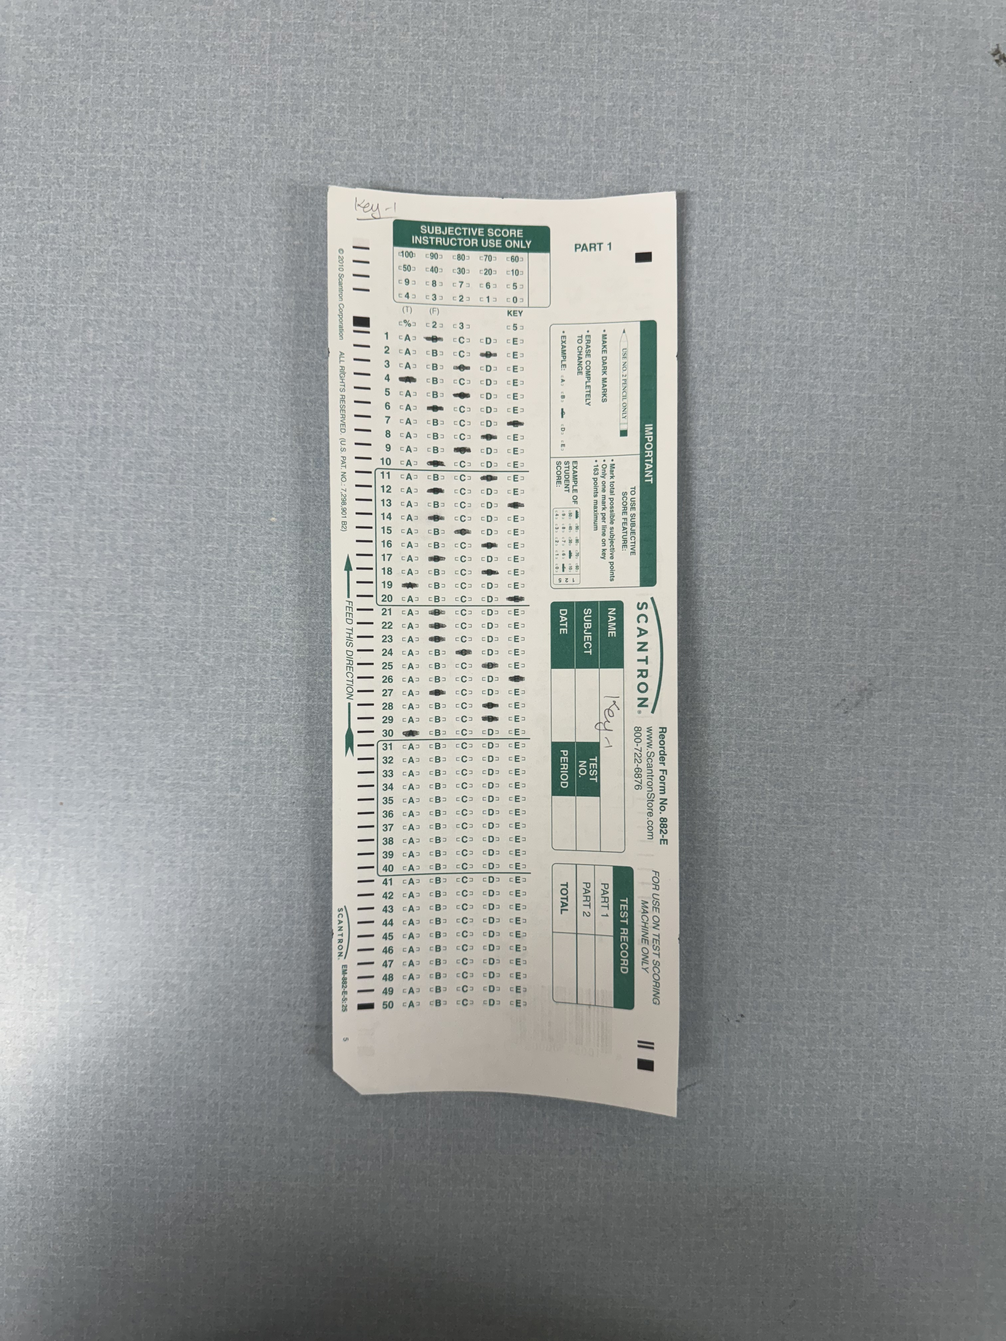 Key-1
SUBJECTIVE SCORE
INSTRUCTOR USE ONLY
100 90 80 70 60
50 40 30 20 10
9 8 7 6 5
4 3 2 1 0
PART 1
(T) (F) KEY
% 2 3 5
1 A C D E
2 A B C E
3 A B D E
4 B C D E
5 A B D E
6 A C D E
7 A B C D
8 A B C E
9 A B D E
10 A C D E
11 A B C E
12 A C D E
13 A B C D
14 A C D E
15 A B D E
16 A B C E
17 A C D E
18 A B C E
19 B C D E
20 A B C D
21 A C D E
22 A C D E
23 A C D E
24 A B D E
25 A B C E
26 A B C D
27 A C D E
28 A B C E
29 A B C E
30 B C D E
31 A B C D E
32 A B C D E
33 A B C D E
34 A B C D E
35 A B C D E
36 A B C D E
37 A B C D E
38 A B C D E
39 A B C D E
40 A B C D E
41 A B C D E
42 A B C D E
43 A B C D E
44 A B C D E
45 A B C D E
46 A B C D E
47 A B C D E
48 A B C D E
49 A B C D E
50 A B C D E
© 2010 Scantron Corporation ALL RIGHTS RESERVED. (U.S. PAT. NO.: 7,298,901 B2)
FEED THIS DIRECTION
SCANTRON. EM-882-E-5:25
5
IMPORTANT
USE NO. 2 PENCIL ONLY
• MAKE DARK MARKS
• ERASE COMPLETELY
TO CHANGE
• EXAMPLE: A B D E
TO USE SUBJECTIVE
SCORE FEATURE:
• Mark total possible subjective points
• Only one mark per line on key
• 163 points maximum
EXAMPLE OF
STUDENT
SCORE:
SCANTRON®
Reorder Form No. 882-E
www.ScantronStore.com
800-722-6876
NAME Key-1
SUBJECT
TEST
NO.
DATE
PERIOD
FOR USE ON TEST SCORING
MACHINE ONLY
TEST RECORD
PART 1
PART 2
TOTAL